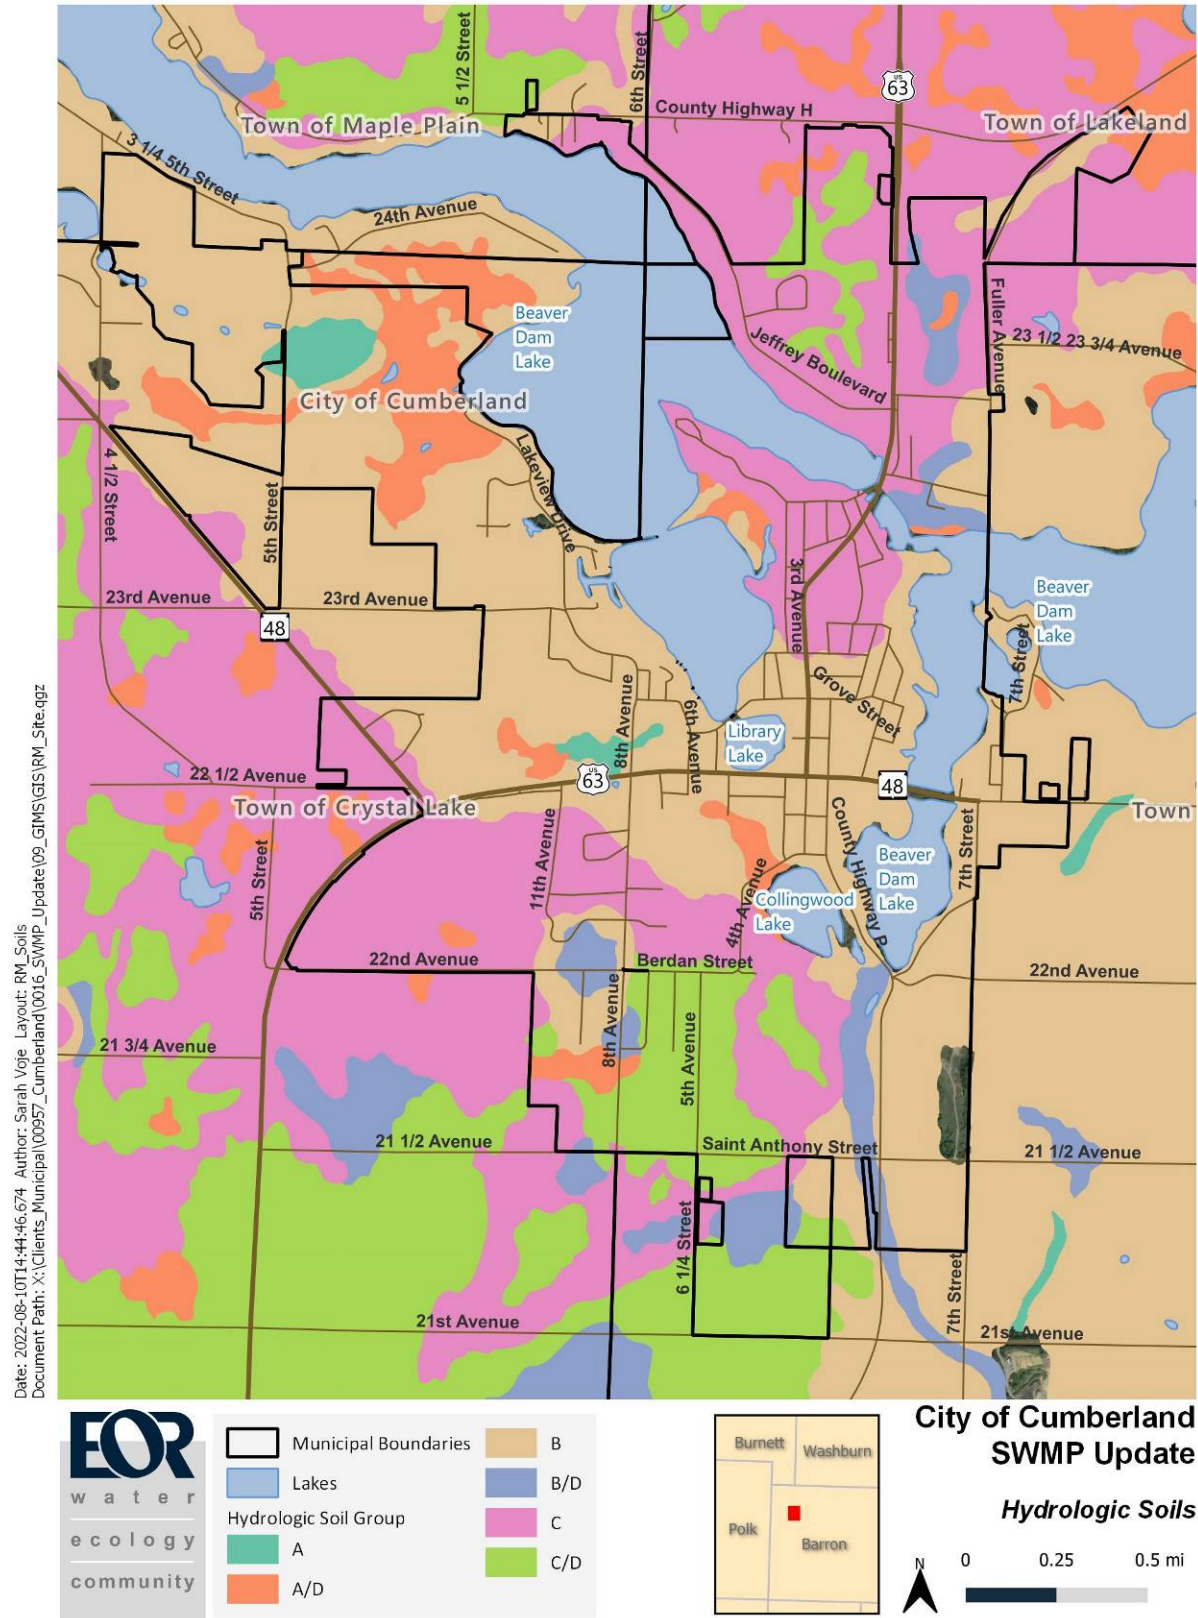 5 1/2 Street
6th Street
US
63
County Highway H
Town of Maple Plain
Town of Lakeland
3 1/4 5th Street
24th Avenue
Fuller Avenue
Beaver
Dam
Lake
23 1/2 23 3/4 Avenue
Jeffrey Boulevard
City of Cumberland
4 1/2 Street
5th Street
Lakeview Drive
3rd Avenue
23rd Avenue
23rd Avenue
48
Beaver
Dam
Lake
7th Street
Grove Street
8th Avenue
6th Avenue
Library
Lake
22 1/2 Avenue
US
63
48
Town of Crystal Lake
Town
County Highway P
11th Avenue
7th Street
5th Street
4th Avenue
Beaver
Dam
Lake
Collingwood
Lake
22nd Avenue
Berdan Street
22nd Avenue
8th Avenue
5th Avenue
21 3/4 Avenue
21 1/2 Avenue
Saint Anthony Street
21 1/2 Avenue
6 1/4 Street
7th Street
21st Avenue
21st Avenue
Date: 2022-08-10T14:44:46.674 Author: Sarah Voje Layout: RM_Soils
Document Path: X:\Clients_Municipal\00957_Cumberland\0016_SWMP_Update\09_GIMS\GIS\RM_Site.qgz
EOR
water
ecology
community
Municipal Boundaries
Lakes
Hydrologic Soil Group
A
A/D
B
B/D
C
C/D
Burnett
Washburn
Polk
Barron
City of Cumberland
SWMP Update
Hydrologic Soils
N
0 0.25 0.5 mi